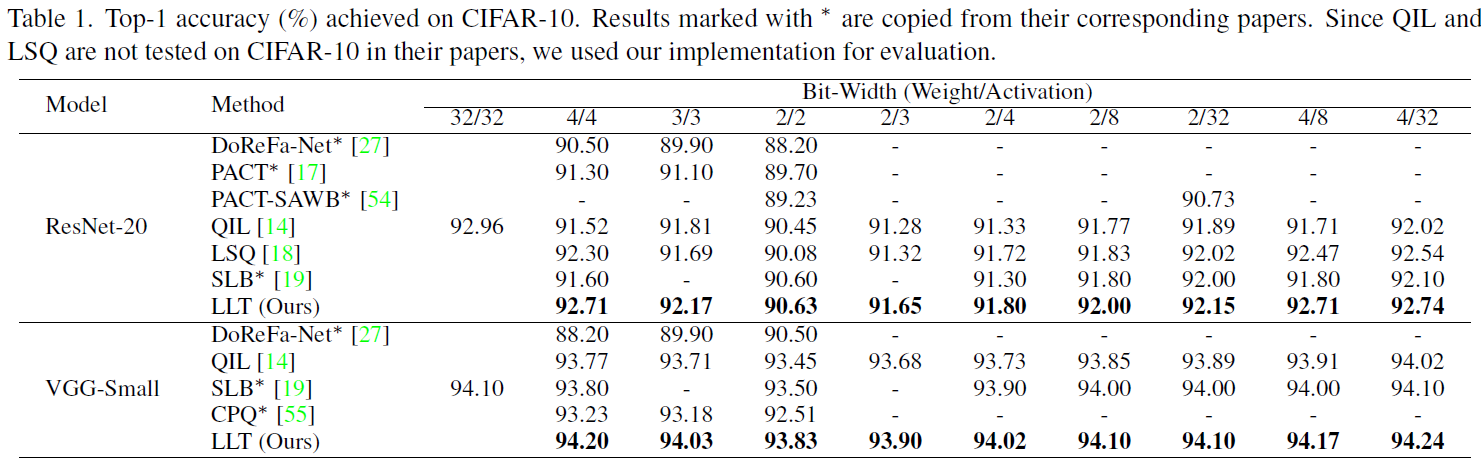 Table 1. Top-1 accuracy (%) achieved on CIFAR-10. Results marked with * are copied from their corresponding papers. Since QIL and
LSQ are not tested on CIFAR-10 in their papers, we used our implementation for evaluation.
Model Method Bit-Width (Weight/Activation)
32/32 4/4 3/3 2/2 2/3 2/4 2/8 2/32 4/8 4/32
DoReFa-Net* [27] 90.50 89.90 88.20 - - - - - -
PACT* [17] 91.30 91.10 89.70 - - - - - -
PACT-SAWB* [54] - - 89.23 - - - 90.73 - -
ResNet-20 QIL [14] 92.96 91.52 91.81 90.45 91.28 91.33 91.77 91.89 91.71 92.02
LSQ [18] 92.30 91.69 90.08 91.32 91.72 91.83 92.02 92.47 92.54
SLB* [19] 91.60 - 90.60 - 91.30 91.80 92.00 91.80 92.10
LLT (Ours) 92.71 92.17 90.63 91.65 91.80 92.00 92.15 92.71 92.74
DoReFa-Net* [27] 88.20 89.90 90.50 - - - - - -
QIL [14] 93.77 93.71 93.45 93.68 93.73 93.85 93.89 93.91 94.02
VGG-Small SLB* [19] 94.10 93.80 - 93.50 - 93.90 94.00 94.00 94.00 94.10
CPQ* [55] 93.23 93.18 92.51 - - - - - -
LLT (Ours) 94.20 94.03 93.83 93.90 94.02 94.10 94.10 94.17 94.24